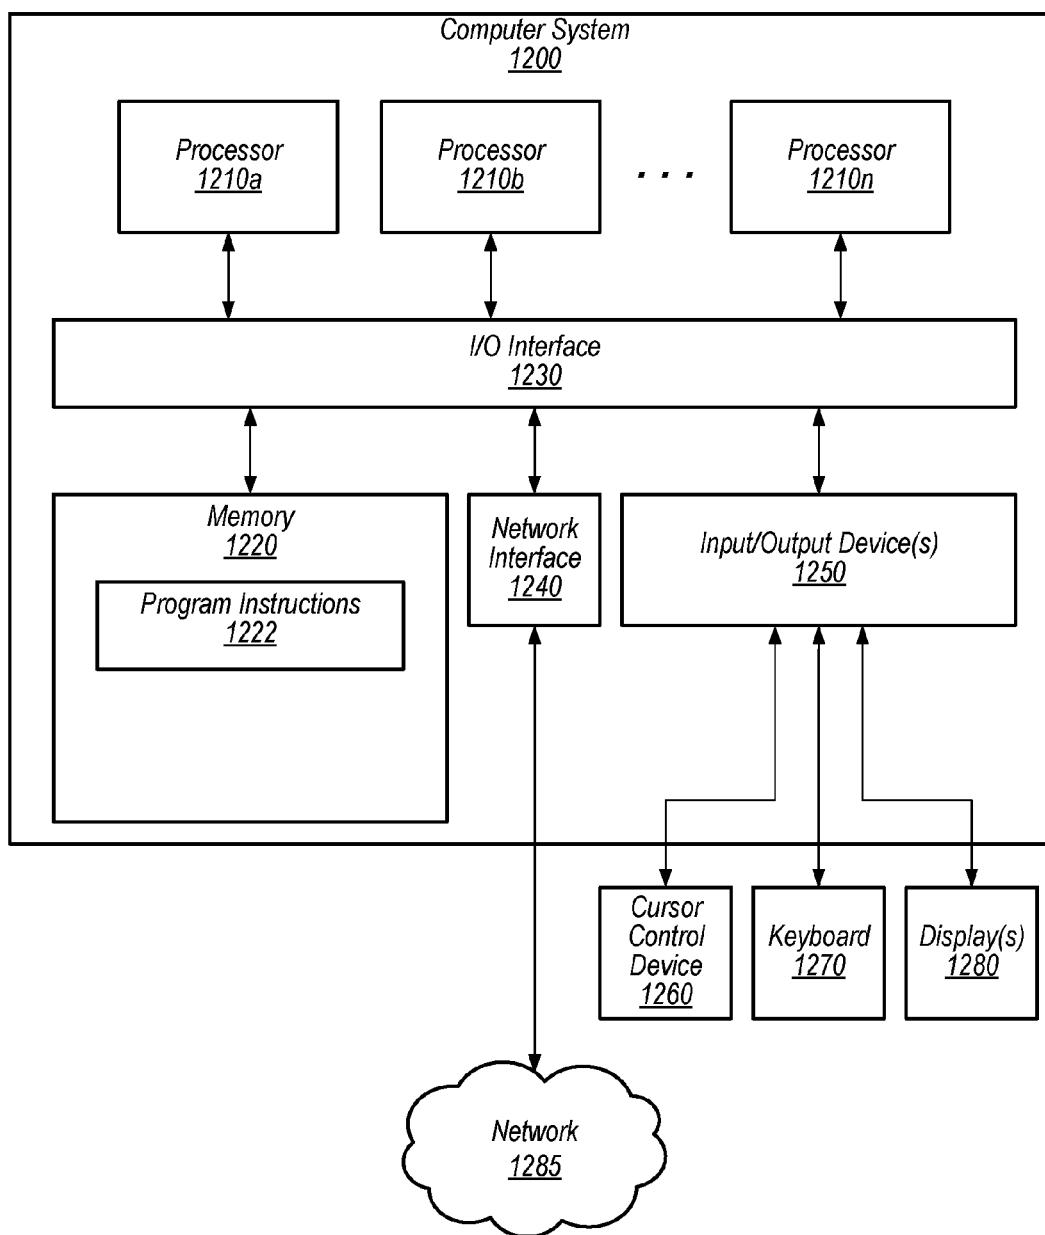 Computer System
1200
Processor
1210a
Processor
1210b
. . .
Processor
1210n
I/O Interface
1230
Memory
1220
Program Instructions
1222
Network
Interface
1240
Input/Output Device(s)
1250
Cursor
Control
Device
1260
Keyboard
1270
Display(s)
1280
Network
1285